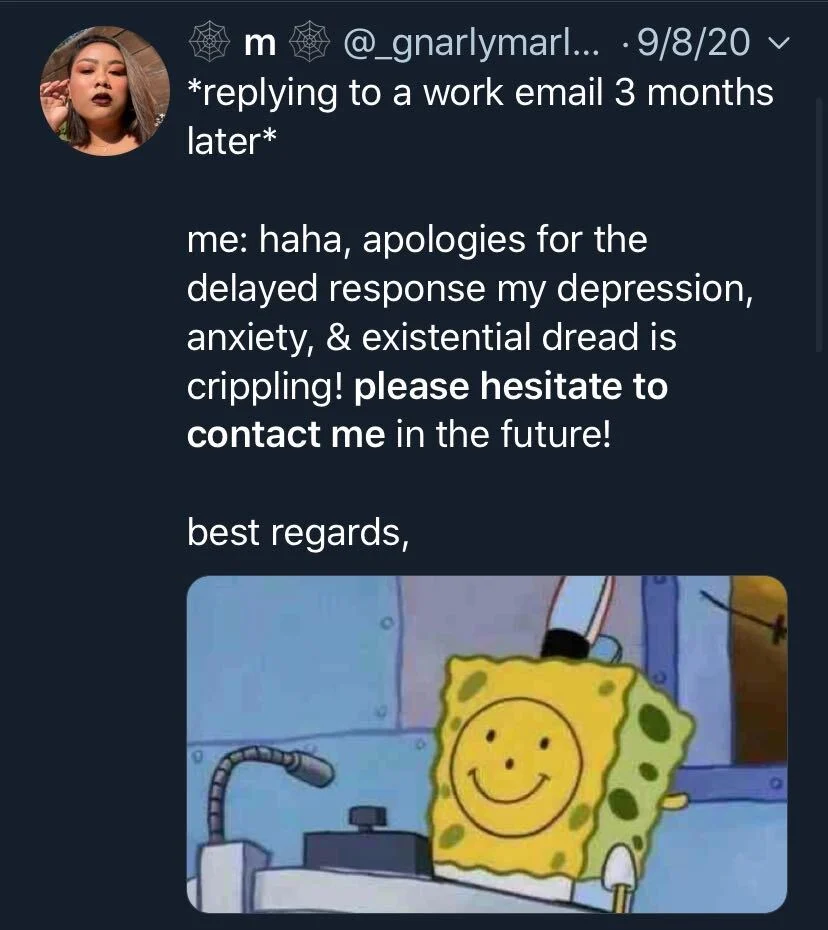 🕸 m 🕸 @_gnarlymarl... · 9/8/20
*replying to a work email 3 months
later*
me: haha, apologies for the
delayed response my depression,
anxiety, & existential dread is
crippling! please hesitate to
contact me in the future!
best regards,